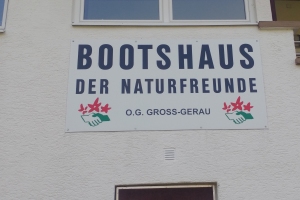 BOOTSHAUS
DER NATURFREUNDE
O.G. GROSS-GERAU